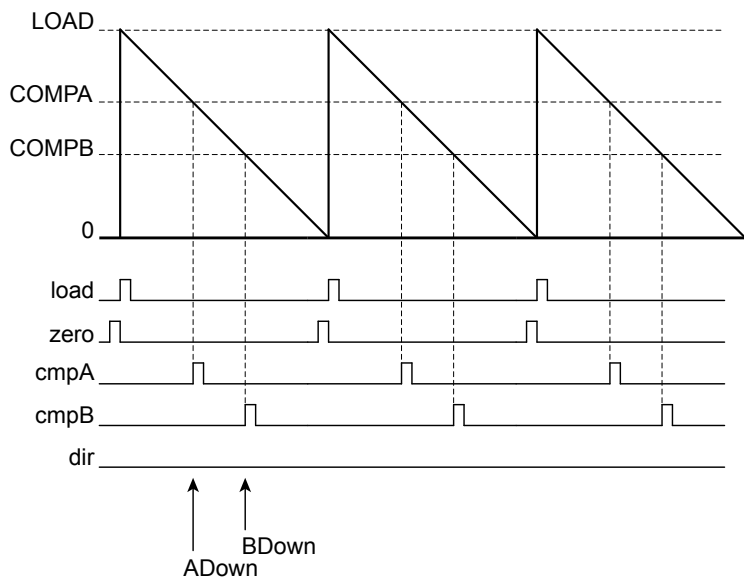 LOAD
COMPA
COMPB
0
load
zero
cmpA
cmpB
dir
BDown
ADown